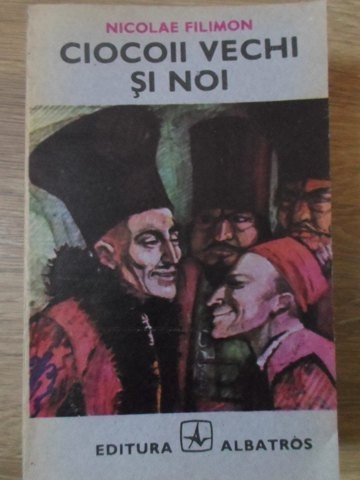 NICOLAE FILIMON
CIOCOII VECHI
ŞI NOI
EDITURA ALBATROS